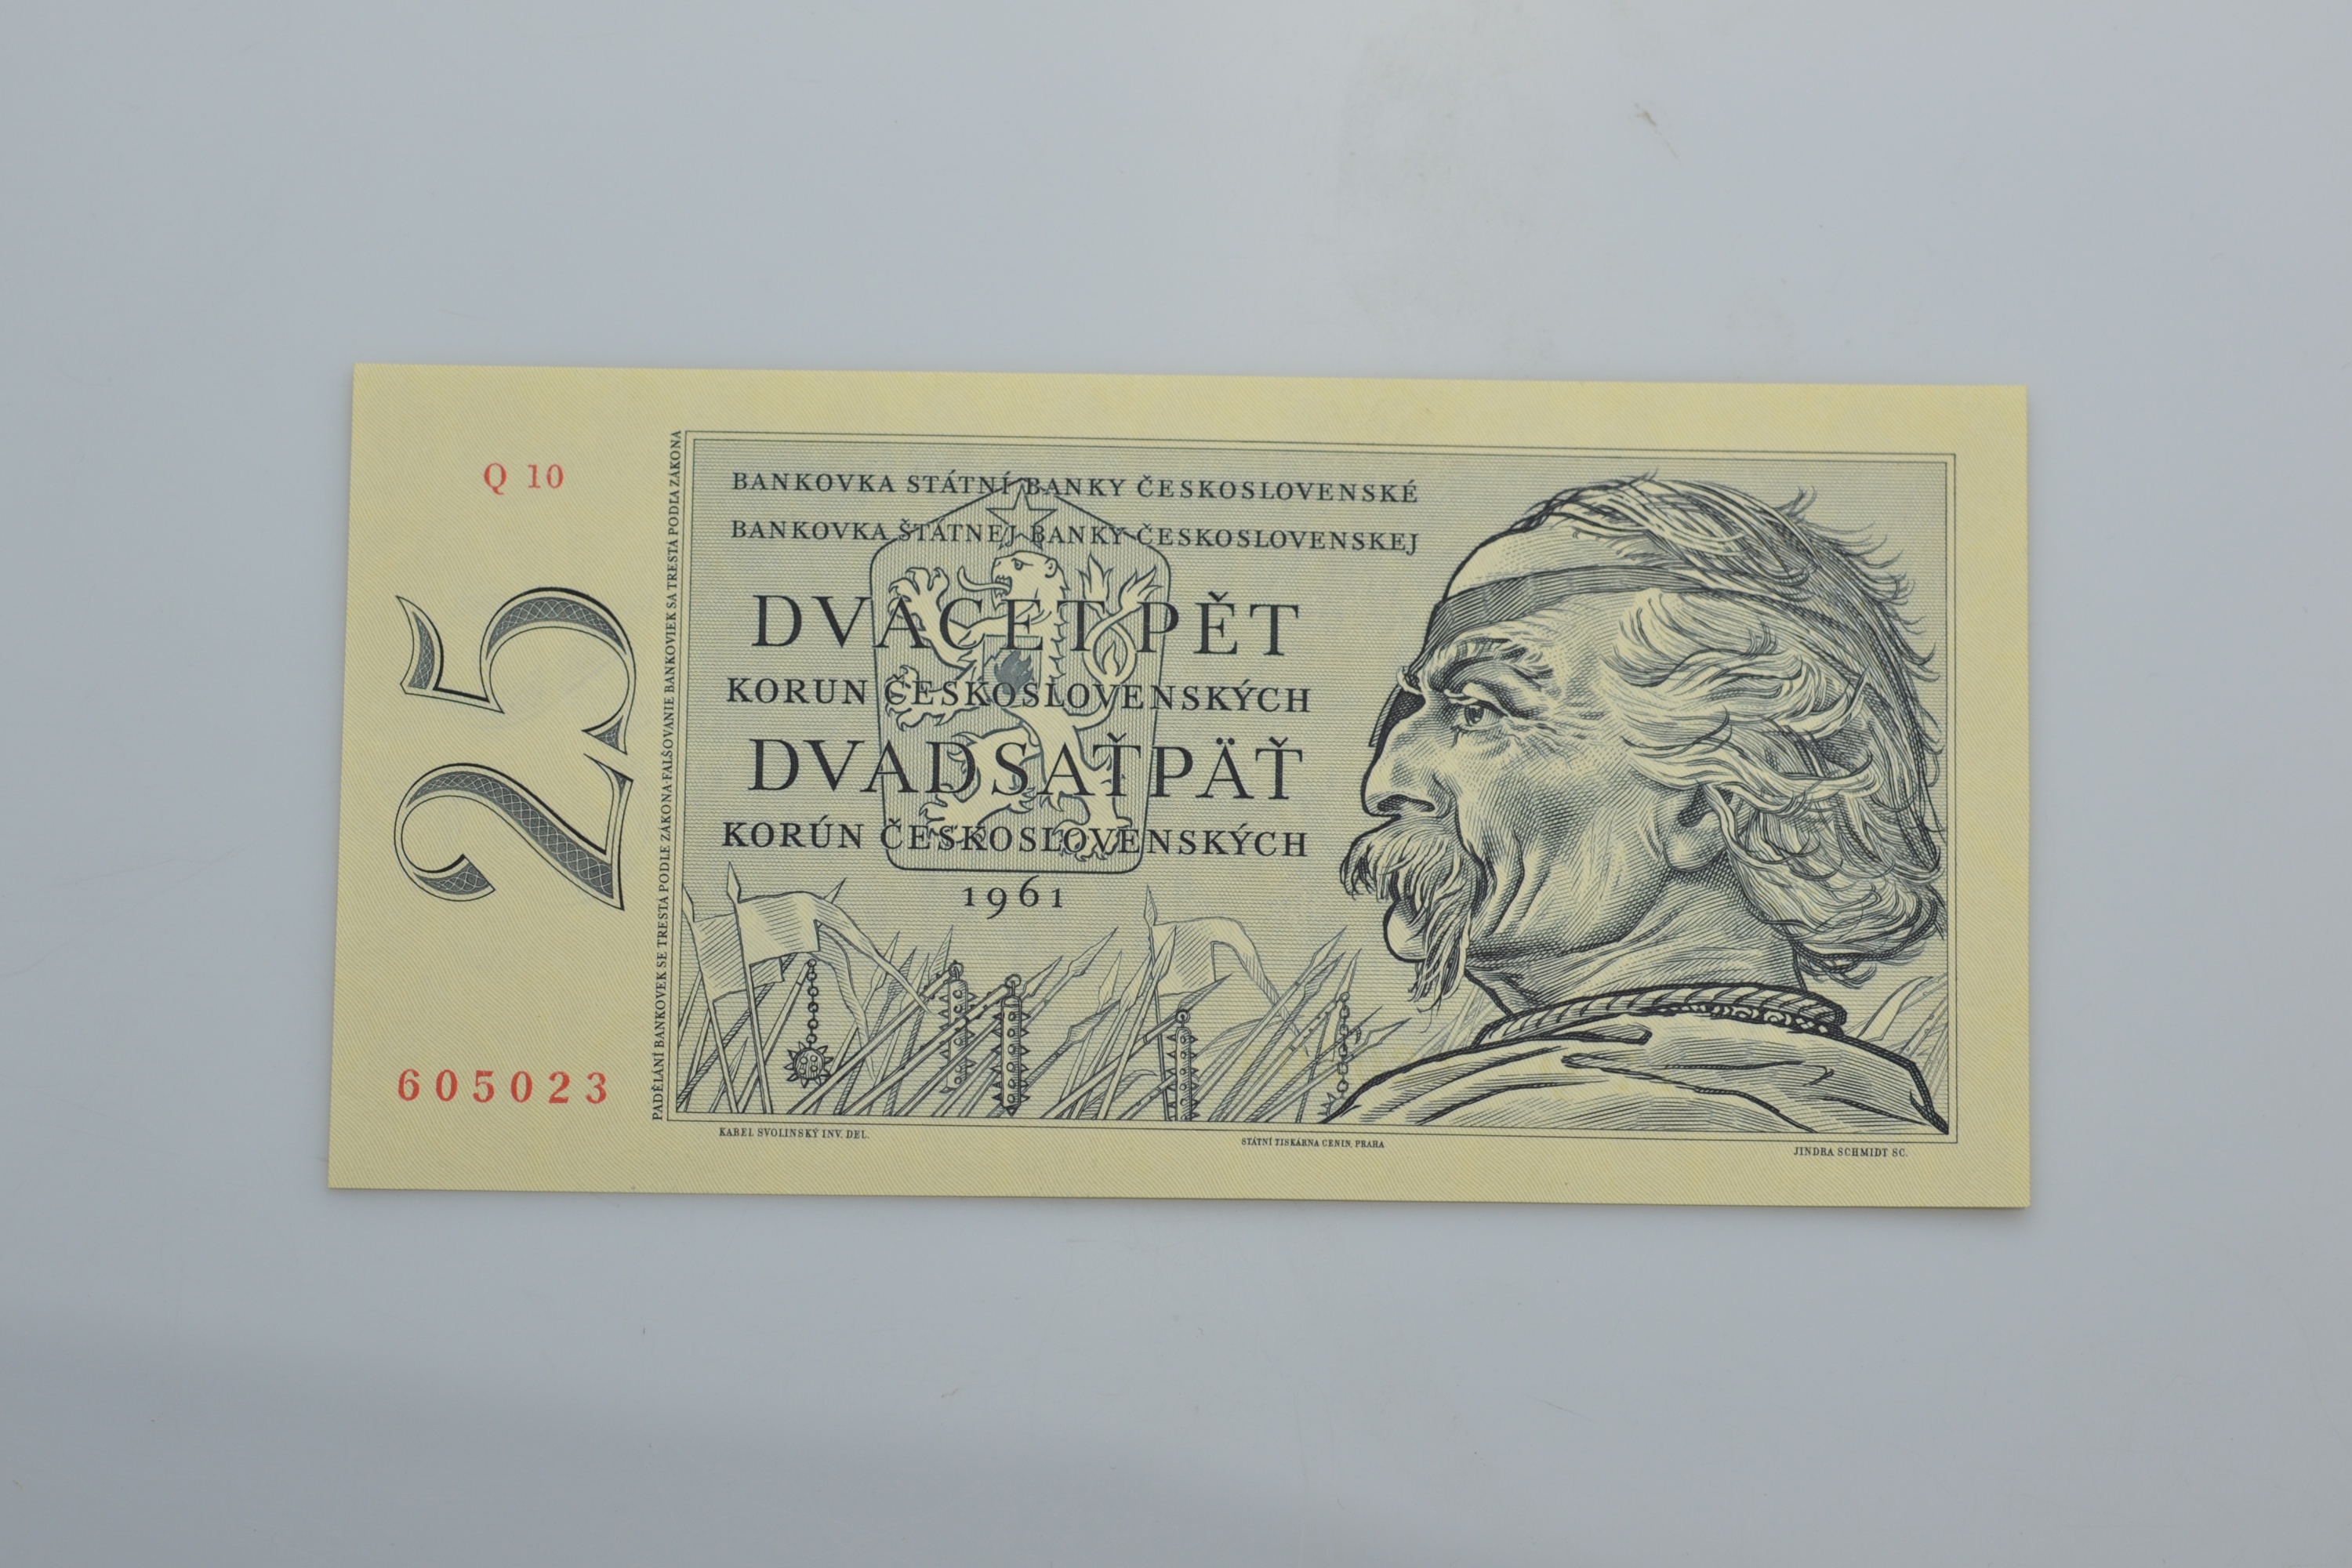 Q 10
25
605023
PADĚLÁNÍ BANKOVEK SE TRESTÁ PODLE ZÁKONA·FALŠOVANIE BANKOVIEK SA TRESTÁ PODĽA ZÁKONA
BANKOVKA STÁTNÍ BANKY ČESKOSLOVENSKÉ
BANKOVKA ŠTÁTNEJ BANKY ČESKOSLOVENSKEJ
DVACET PĚT
KORUN ČESKOSLOVENSKÝCH
DVADSAŤPÄŤ
KORÚN ČESKOSLOVENSKÝCH
1961
KAREL SVOLINSKÝ INV. DEL.
STÁTNÍ TISKÁRNA CENIN, PRAHA
JINDRA SCHMIDT SC.